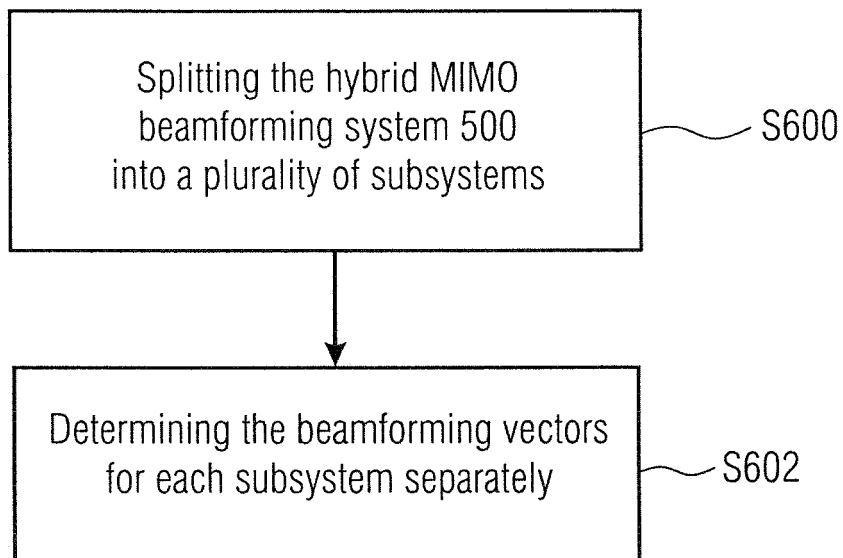 Splitting the hybrid MIMO
beamforming system 500
into a plurality of subsystems
S600
Determining the beamforming vectors
for each subsystem separately
S602